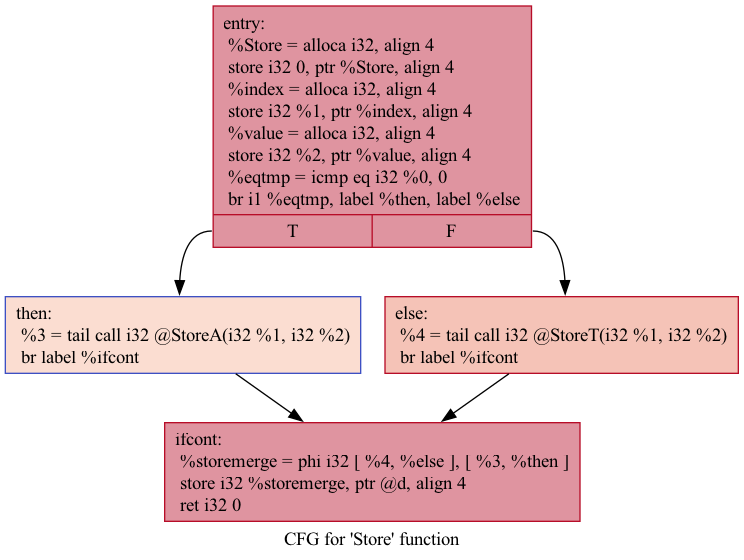 entry:
%Store = alloca i32, align 4
store i32 0, ptr %Store, align 4
%index = alloca i32, align 4
store i32 %1, ptr %index, align 4
%value = alloca i32, align 4
store i32 %2, ptr %value, align 4
%eqtmp = icmp eq i32 %0, 0
br i1 %eqtmp, label %then, label %else
T
F
then:
%3 = tail call i32 @StoreA(i32 %1, i32 %2)
br label %ifcont
else:
%4 = tail call i32 @StoreT(i32 %1, i32 %2)
br label %ifcont
ifcont:
%storemerge = phi i32 [ %4, %else ], [ %3, %then ]
store i32 %storemerge, ptr @d, align 4
ret i32 0
CFG for 'Store' function